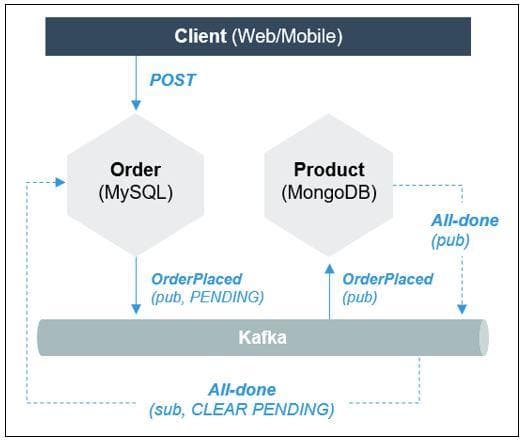 Client (Web/Mobile)
POST
Order
(MySQL)
Product
(MongoDB)
All-done
(pub)
OrderPlaced
(pub, PENDING)
OrderPlaced
(pub)
Kafka
All-done
(sub, CLEAR PENDING)